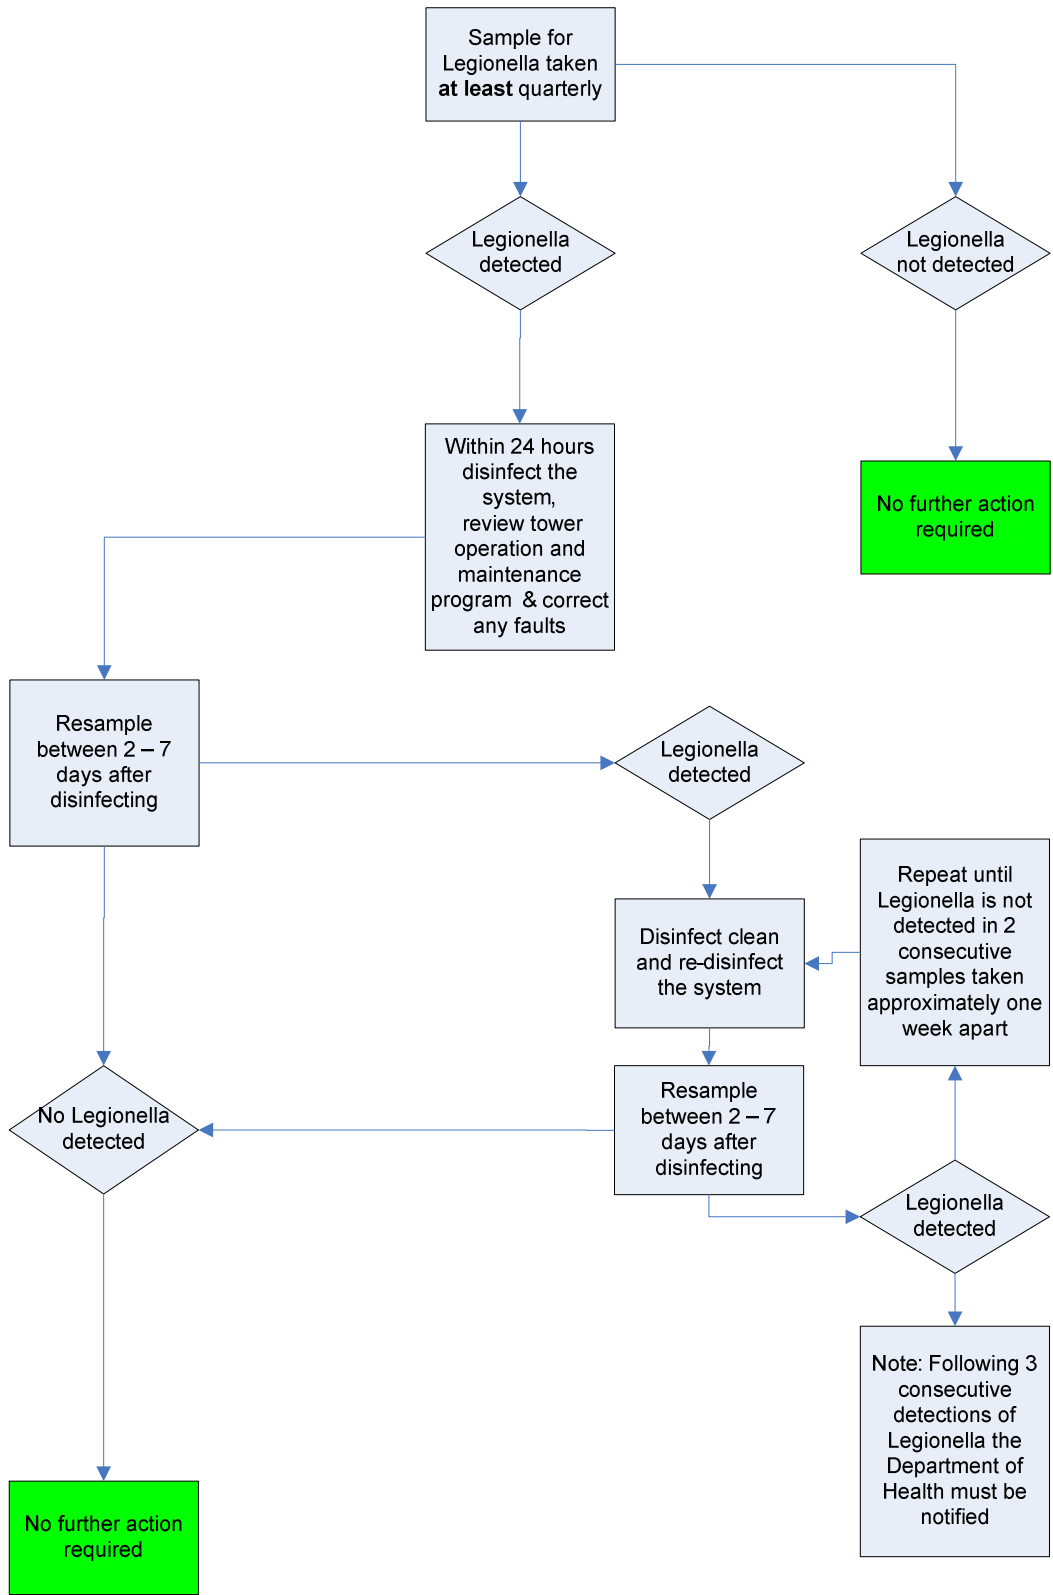 Sample for
Legionella taken
at least quarterly
Legionella
detected
Legionella
not detected
Within 24 hours
disinfect the
system,
review tower
operation and
maintenance
program & correct
any faults
No further action
required
Resample
between 2 – 7
days after
disinfecting
Legionella
detected
Disinfect clean
and re-disinfect
the system
Repeat until
Legionella is not
detected in 2
consecutive
samples taken
approximately one
week apart
No Legionella
detected
Resample
between 2 – 7
days after
disinfecting
Legionella
detected
Note: Following 3
consecutive
detections of
Legionella the
Department of
Health must be
notified
No further action
required